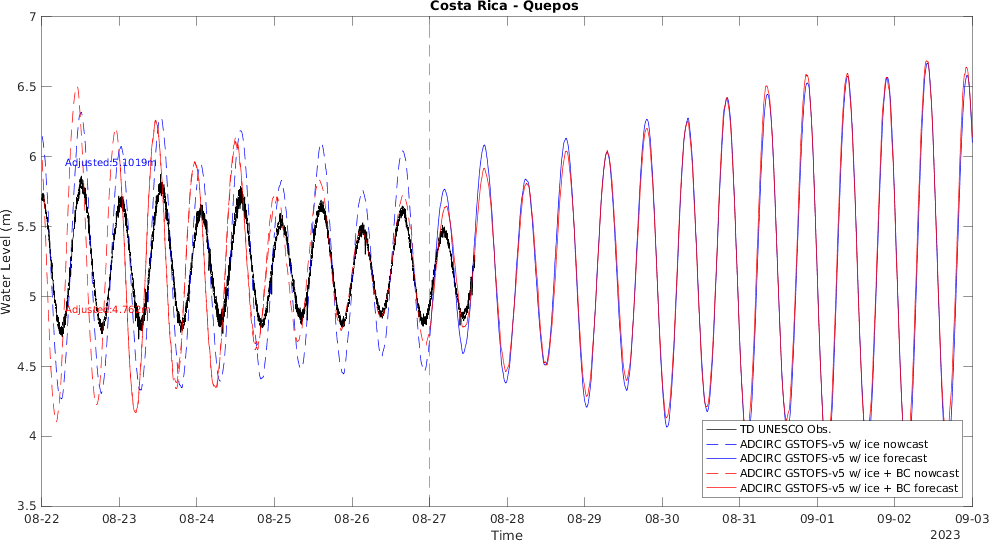 Costa Rica - Quepos
7
6.5
6
5.5
5
4.5
4
3.5
Water Level (m)
Adjusted:5.1019m
TD UNESCO Obs.
ADCIRC GSTOFS-v5 w/ ice nowcast
ADCIRC GSTOFS-v5 w/ ice forecast
ADCIRC GSTOFS-v5 w/ ice + BC nowcast
ADCIRC GSTOFS-v5 w/ ice + BC forecast
08-22 08-23 08-24 08-25 08-26 08-27 08-28 08-29 08-30 08-31 09-01 09-02 09-03
Time
2023